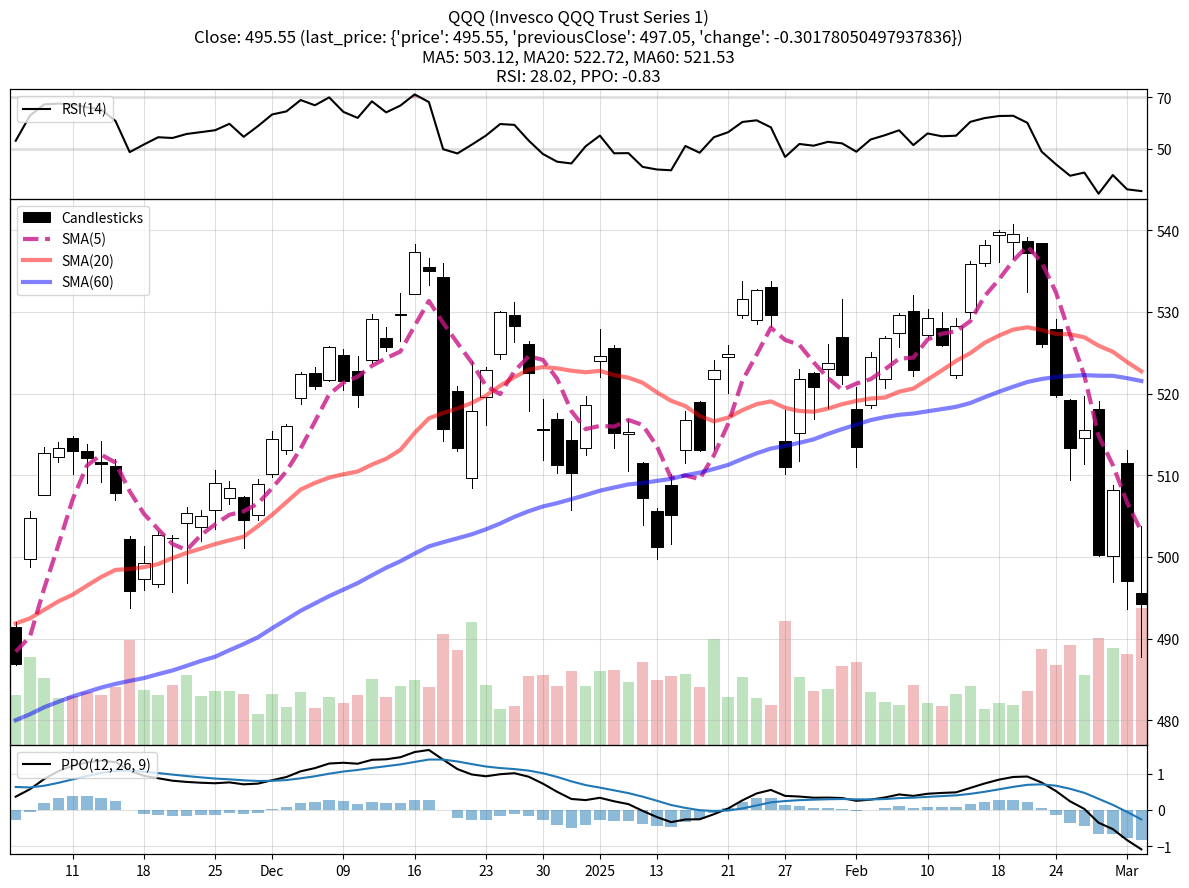 QQQ (Invesco QQQ Trust Series 1)
Close: 495.55 (last_price: {'price': 495.55, 'previousClose': 497.05, 'change': -0.30178050497937836})
MA5: 503.12, MA20: 522.72, MA60: 521.53
RSI: 28.02, PPO: -0.83
RSI(14)
70
50
Candlesticks
SMA(5)
SMA(20)
SMA(60)
540
530
520
510
500
490
480
PPO(12, 26, 9)
1
0
−1
11 18 25 Dec 09 16 23 30 2025 13 21 27 Feb 10 18 24 Mar